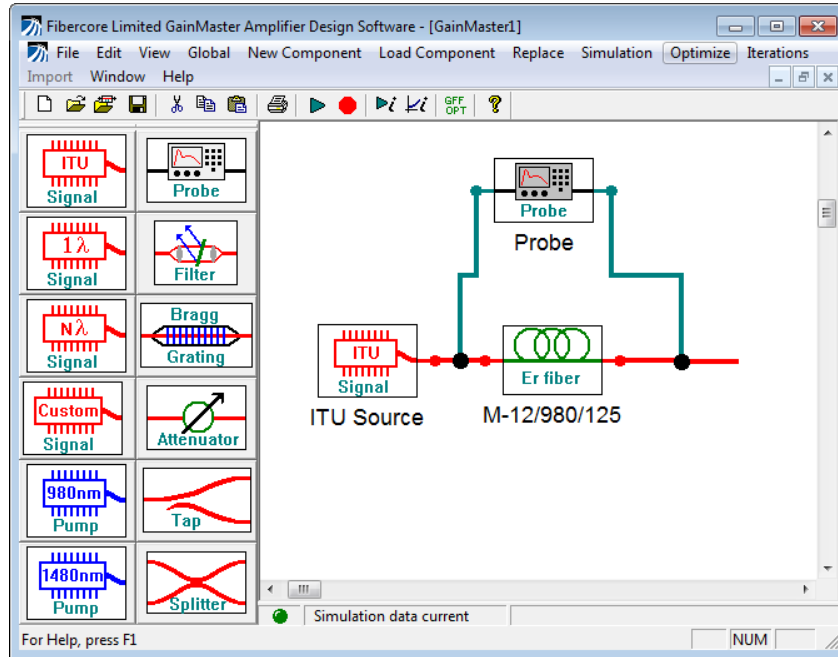 Fibercore Limited GainMaster Amplifier Design Software - [GainMaster1]
File Edit View Global New Component Load Component Replace Simulation Optimize Iterations
Import Window Help
GFF
OPT
ITU
Signal
Probe
1λ
Signal
Filter
Nλ
Signal
Bragg
Grating
Custom
Signal
Attenuator
980nm
Pump
Tap
1480nm
Pump
Splitter
Probe
Probe
ITU
Signal
ITU Source
Er fiber
M-12/980/125
Simulation data current
For Help, press F1
NUM